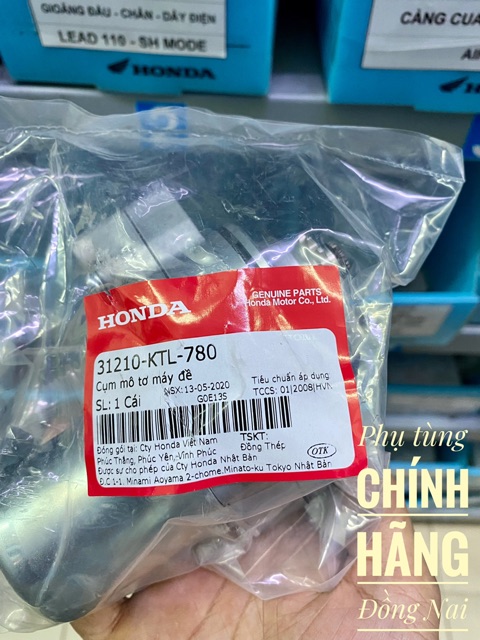 GIOĂNG ĐẦU - CHÂN - DÂY ĐIỆN
LEAD 110 - SH MODE
HONDA
CÀNG CUA
HONDA
GENUINE PARTS
Honda Motor Co., Ltd.
31210-KTL-780
Cụm mô tơ máy đề
SL: 1 Cái
NSX:13-05-2020
G0E135
Tiêu chuẩn áp dụng
TCCS: 01|2008|HVN
Đóng gói tại: Cty Honda Việt Nam
Phúc Thắng, Phúc Yên,-Vĩnh Phúc
TSKT:
Đồng Thép
OTK
Được sự cho phép của Cty Honda Nhật Bản
Đ.C:1-1. Minami Aoyama 2-chome,Minato-ku Tokyo Nhật Bản
Phụ tùng
CHÍNH
HÃNG
Đồng Nai